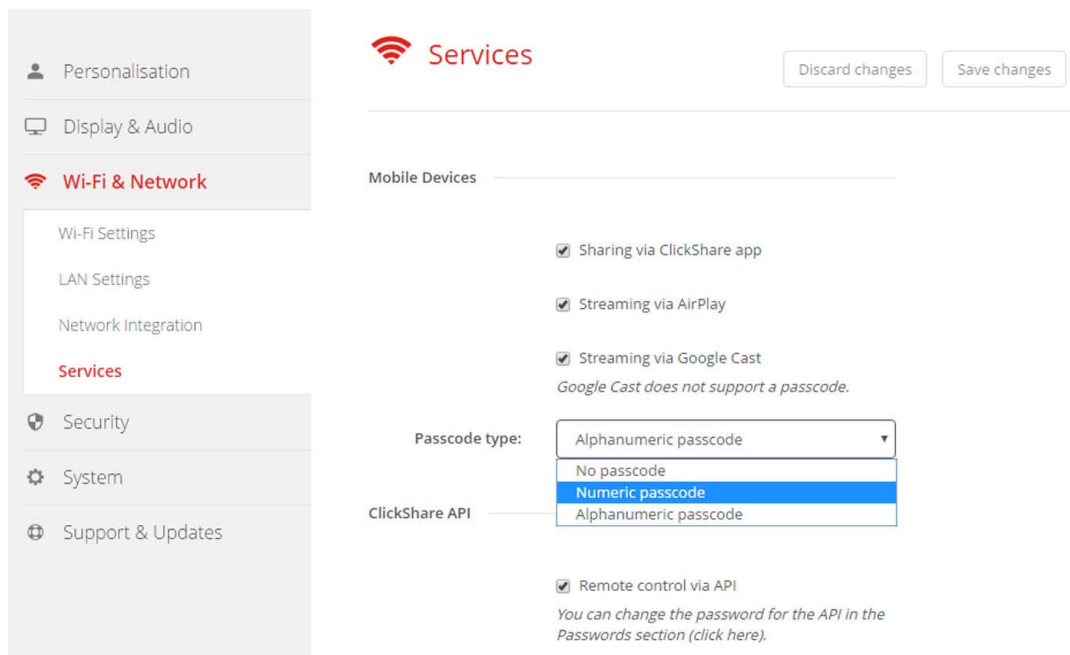 Personalisation
Display & Audio
Wi-Fi & Network
Wi-Fi Settings
LAN Settings
Network Integration
Services
Security
System
Support & Updates
Services
Discard changes
Save changes
Mobile Devices
Sharing via ClickShare app
Streaming via AirPlay
Streaming via Google Cast
Google Cast does not support a passcode.
Passcode type:
Alphanumeric passcode
No passcode
Numeric passcode
Alphanumeric passcode
ClickShare API
Remote control via API
You can change the password for the API in the
Passwords section (click here).